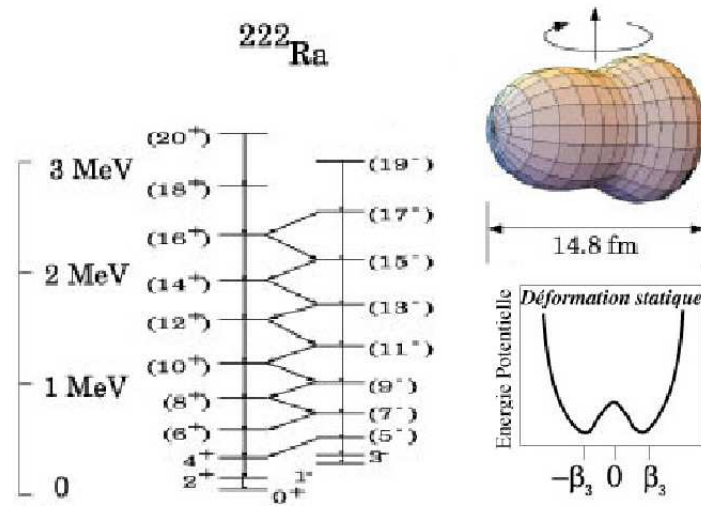 222Ra
3 MeV
2 MeV
1 MeV
0
(20+)
(18+)
(16+)
(14+)
(12+)
(10+)
(8+)
(6+)
4+
2+
0+
(19-)
(17-)
(15-)
(13-)
(11-)
(9-)
(7-)
(5-)
3-
1-
14.8 fm
Déformation statique
Energie Potentielle
−β3 0 β3